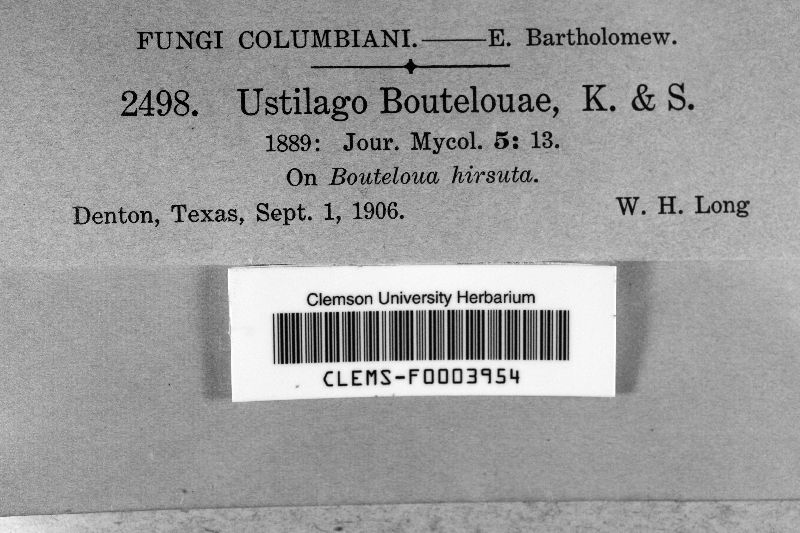 FUNGI COLUMBIANI.——E. Bartholomew.
2498. Ustilago Boutelouae, K. & S.
1889: Jour. Mycol. 5: 13.
On Bouteloua hirsuta.
Denton, Texas, Sept. 1, 1906. W. H. Long
Clemson University Herbarium
CLEMS-F0003954